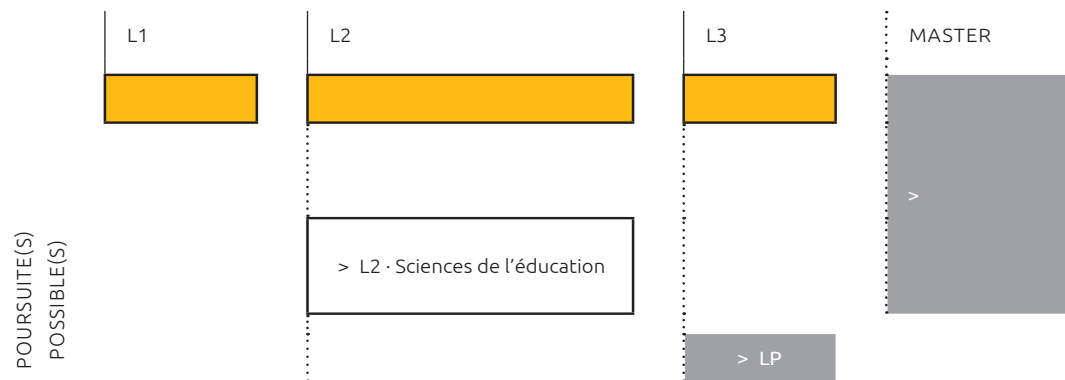 L1
L2
L3
MASTER
>
> L2 · Sciences de l'éducation
POURSUITE(S)
POSSIBLE(S)
> LP